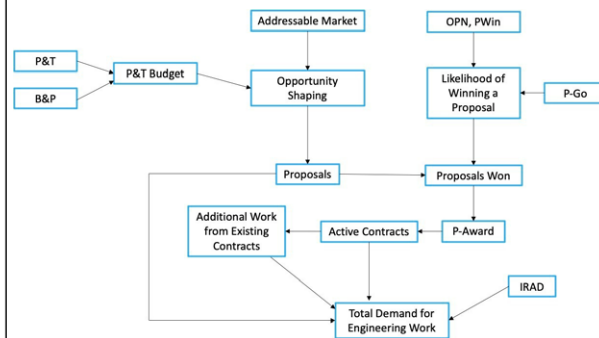 Addressable Market
OPN, PWin
P&T
P&T Budget
B&P
Opportunity
Shaping
Likelihood of
Winning a
Proposal
P-Go
Proposals
Proposals Won
Additional Work
from Existing
Contracts
Active Contracts
P-Award
IRAD
Total Demand for
Engineering Work